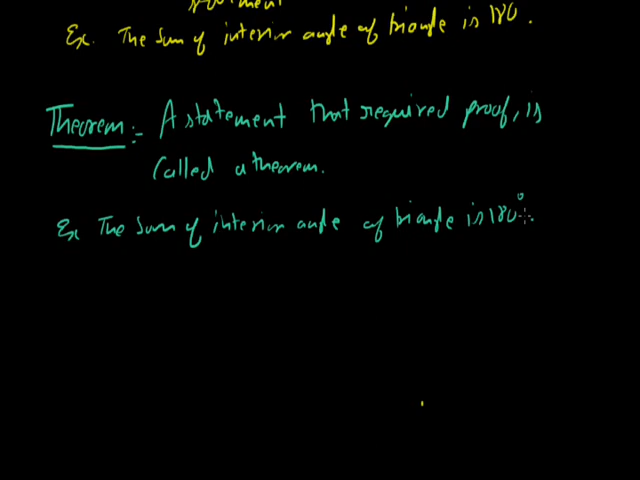 Ex. The sum of interior angle of triangle is 180.
Theorem:- A statement that required proof, is
called a theorem.
Ex The sum of interior angle of triangle is 180°.